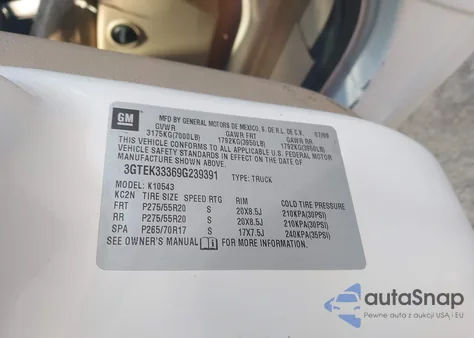 GM
MFD BY GENERAL MOTORS DE MEXICO, S. DE R.L. DE C.V. 07/09
GVWR GAWR FRT GAWR RR
3175KG(7000LB) 1792KG(3950LB) 1792KG(3950LB)
THIS VEHICLE CONFORMS TO ALL APPLICABLE U.S. FEDERAL MOTOR
VEHICLE SAFETY STANDARDS IN EFFECT ON THE DATE OF
MANUFACTURE SHOWN ABOVE.
3GTEK33369G239391 TYPE: TRUCK
MODEL: K10543
KC2N TIRE SIZE SPEED RTG RIM COLD TIRE PRESSURE
FRT P275/55R20 S 20X8.5J 210KPA(30PSI)
RR P275/55R20 S 20X8.5J 210KPA(30PSI)
SPA P265/70R17 S 17X7.5J 240KPA(35PSI)
SEE OWNER'S MANUAL FOR MORE INFORMATION.
autoSnap
Pewne auta z aukcji USA i EU